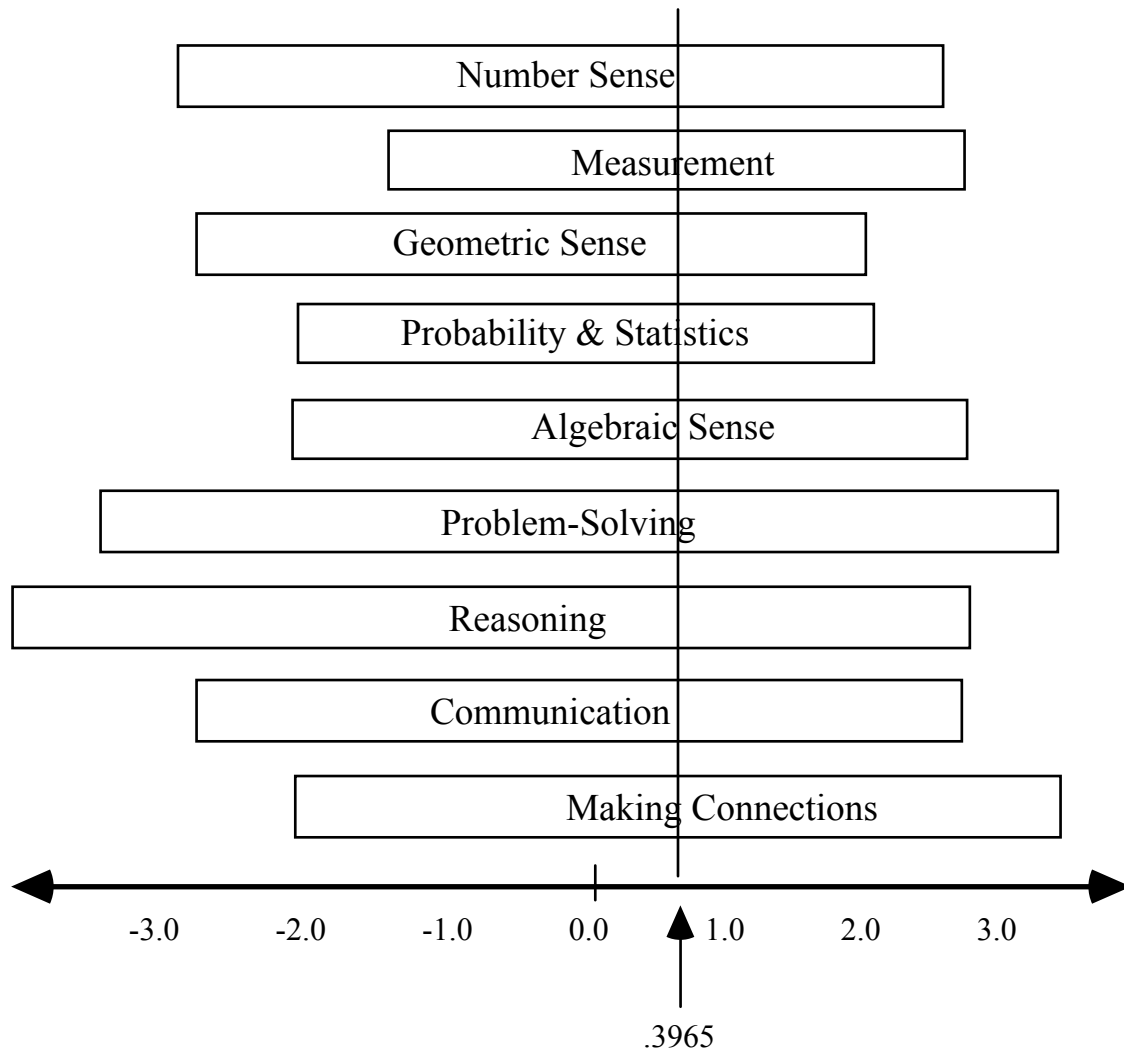 Number Sense
Measurement
Geometric Sense
Probability & Statistics
Algebraic Sense
Problem-Solving
Reasoning
Communication
Making Connections
-3.0 -2.0 -1.0 0.0 1.0 2.0 3.0
.3965